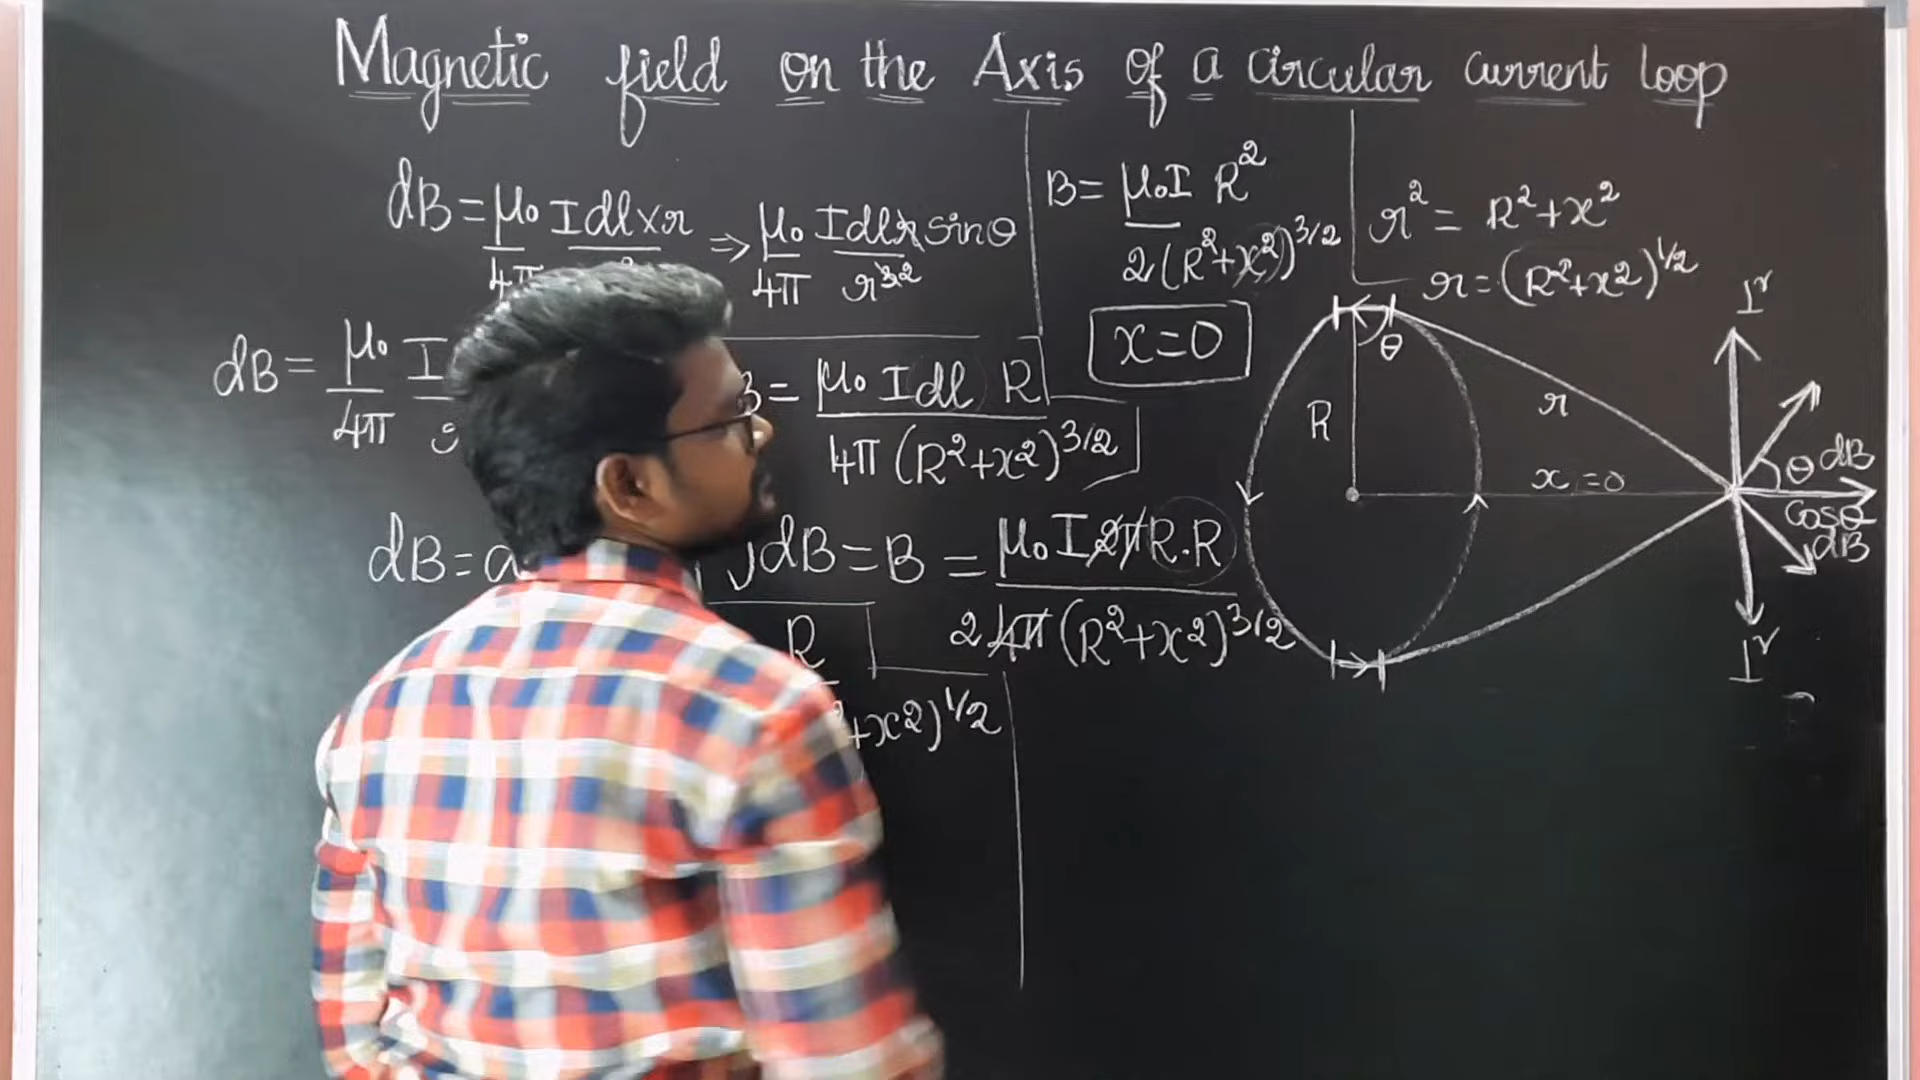 Magnetic field on the Axis of a circular current loop
dB = μ₀/4π Idl×r ⇒ μ₀/4π Idlr sinθ/r³²
dB = μ₀/4π I
= μ₀ Idl R / 4π (R²+x²)^3/2
dB =
∫dB = B = μ₀ I 2π R.R / 2 4π (R²+x²)^3/2
R
+x²)^1/2
B = μ₀I R² / 2(R²+x²)^3/2
x=0
r² = R²+x²
r = (R²+x²)^1/2
θ
R
r
x =0
θ dB
cosθ
dB